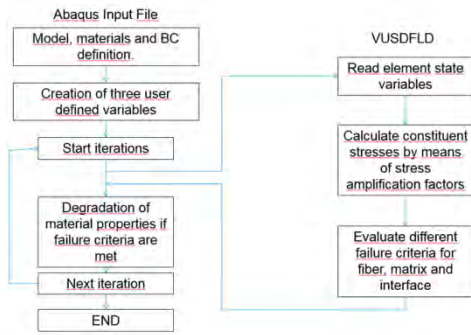 Abaqus Input File
Model, materials and BC
definition.
Creation of three user
defined variables
Start iterations
Degradation of
material properties if
failure criteria are
met
Next iteration
END
VUSDFLD
Read element state
variables
Calculate constituent
stresses by means
of stress
amplification factors
Evaluate different
failure criteria for
fiber, matrix and
interface